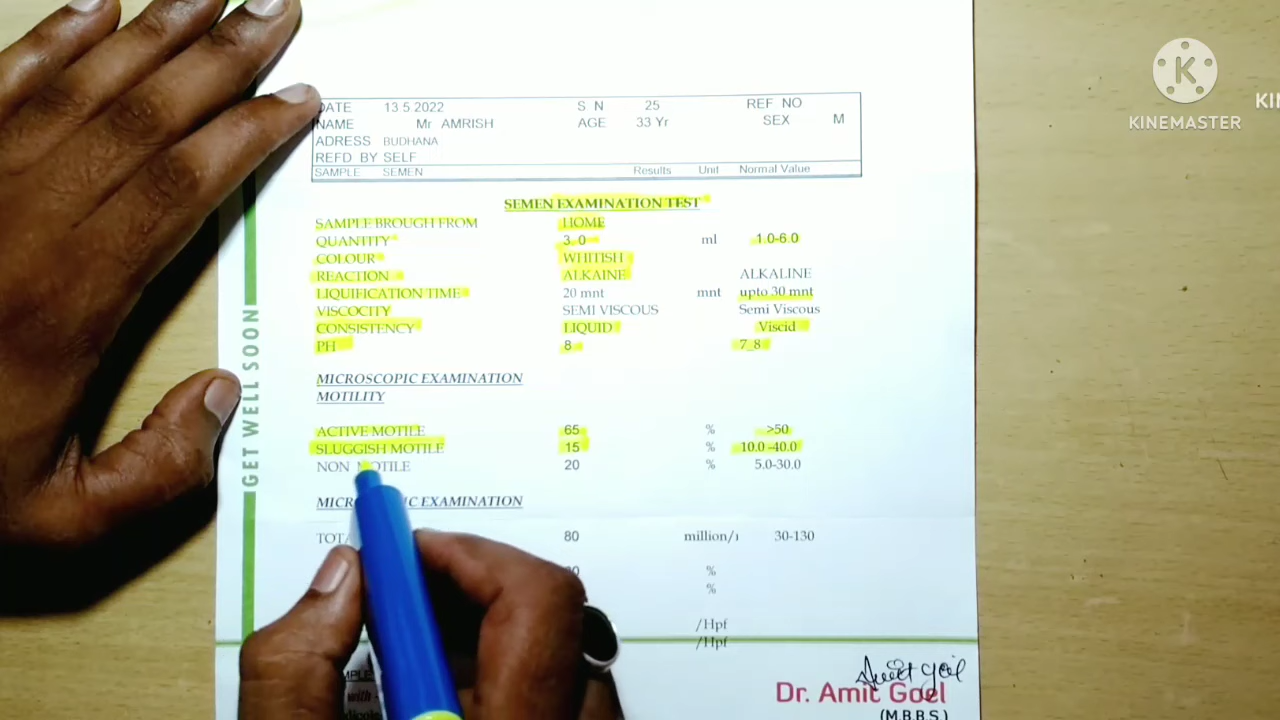 KINEMASTER
DATE 13 5 2022 S N 25 REF NO
NAME Mr AMRISH AGE 33 Yr SEX M
ADRESS BUDHANA
REFD BY SELF
SAMPLE SEMEN Results Unit Normal Value
SEMEN EXAMINATION TEST
SAMPLE BROUGH FROM HOME
QUANTITY 3. 0 ml 1.0-6.0
COLOUR WHITISH
REACTION ALKAINE ALKALINE
LIQUIFICATION TIME 20 mnt mnt upto 30 mnt
VISCOCITY SEMI VISCOUS Semi Viscous
CONSISTENCY LIQUID Viscid
PH 8 7_8
MICROSCOPIC EXAMINATION
MOTILITY
ACTIVE MOTILE 65 % >50
SLUGGISH MOTILE 15 % 10.0-40.0
NON MOTILE 20 % 5.0-30.0
EXAMINATION
80 million/ 30-130
%
%
/Hpf
/Hpf
GET WELL SOON
Amit Goel
Dr. Amit Goel
(M.B.B.S.)
with